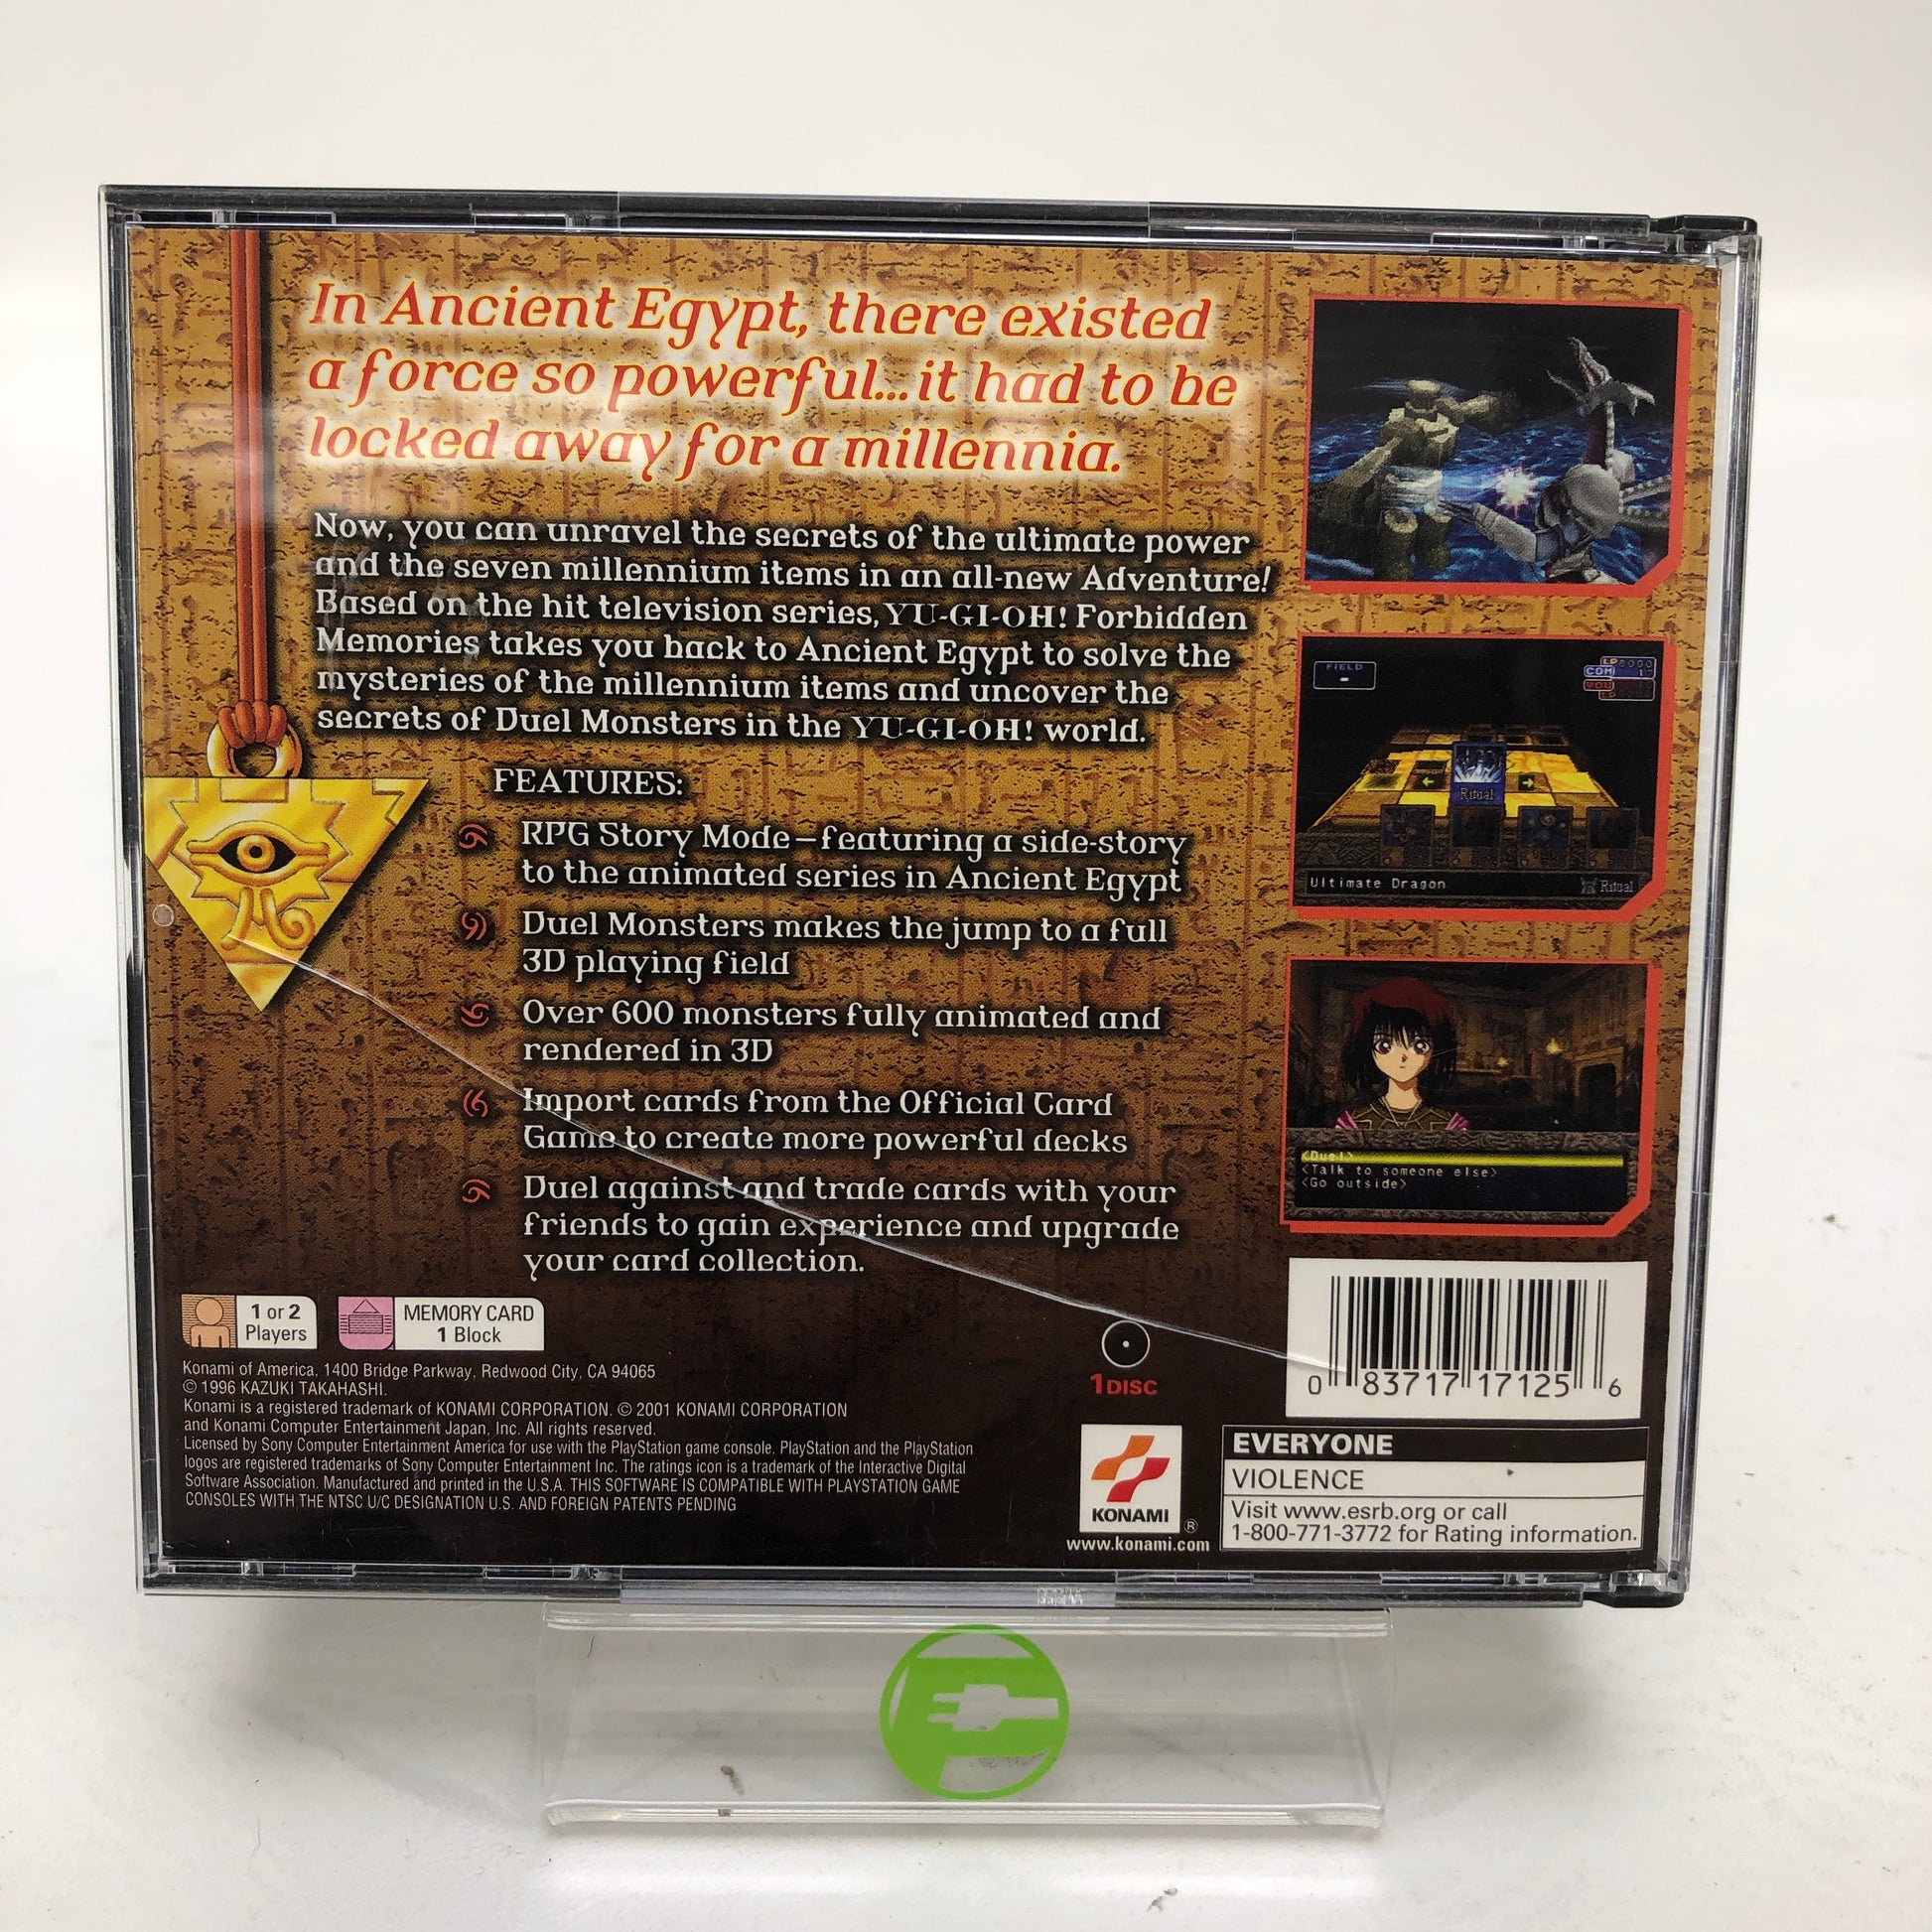 In Ancient Egypt, there existed
a force so powerful...it had to be
locked away for a millennia.
Now, you can unravel the secrets of the ultimate power
and the seven millennium items in an all-new Adventure!
Based on the hit television series, YU-GI-OH! Forbidden
Memories takes you back to Ancient Egypt to solve the
mysteries of the millennium items and uncover the
secrets of Duel Monsters in the YU-GI-OH! world.
FEATURES:
RPG Story Mode–featuring a side-story
to the animated series in Ancient Egypt
Duel Monsters makes the jump to a full
3D playing field
Over 600 monsters fully animated and
rendered in 3D
Import cards from the Official Card
Game to create more powerful decks
Duel against and trade cards with your
friends to gain experience and upgrade
your card collection.
FIELD
LP 8000
COM
YOU
LP
Ritual
Ultimate Dragon
Ritual
<Duel>
<Talk to someone else>
<Go outside>
1 or 2
Players
MEMORY CARD
1 Block
Konami of America, 1400 Bridge Parkway, Redwood City, CA 94065
© 1996 KAZUKI TAKAHASHI.
Konami is a registered trademark of KONAMI CORPORATION. © 2001 KONAMI CORPORATION
and Konami Computer Entertainment Japan, Inc. All rights reserved.
Licensed by Sony Computer Entertainment America for use with the PlayStation game console. PlayStation and the PlayStation
logos are registered trademarks of Sony Computer Entertainment Inc. The ratings icon is a trademark of the Interactive Digital
Software Association. Manufactured and printed in the U.S.A. THIS SOFTWARE IS COMPATIBLE WITH PLAYSTATION GAME
CONSOLES WITH THE NTSC U/C DESIGNATION U.S. AND FOREIGN PATENTS PENDING
1 DISC
0 83717 17125 6
KONAMI
®
www.konami.com
EVERYONE
VIOLENCE
Visit www.esrb.org or call
1-800-771-3772 for Rating information.